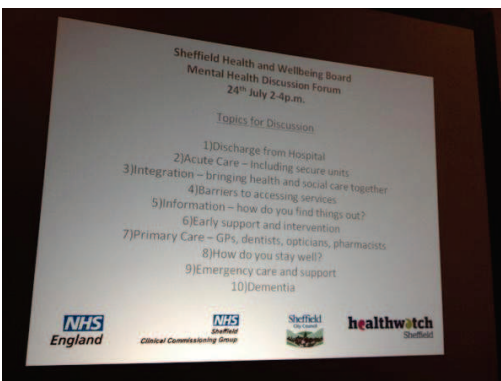 Sheffield Health and Wellbeing Board
Mental Health Discussion Forum
24th July 2-4p.m.
Topics for Discussion
1)Discharge from Hospital
2)Acute Care – including secure units
3)Integration – bringing health and social care together
4)Barriers to accessing services
5)Information – how do you find things out?
6)Early support and intervention
7)Primary Care – GPs, dentists, opticians, pharmacists
8)How do you stay well?
9)Emergency care and support
10)Dementia
NHS
England
NHS
Sheffield
Clinical Commissioning Group
Sheffield
City Council
healthwatch
Sheffield